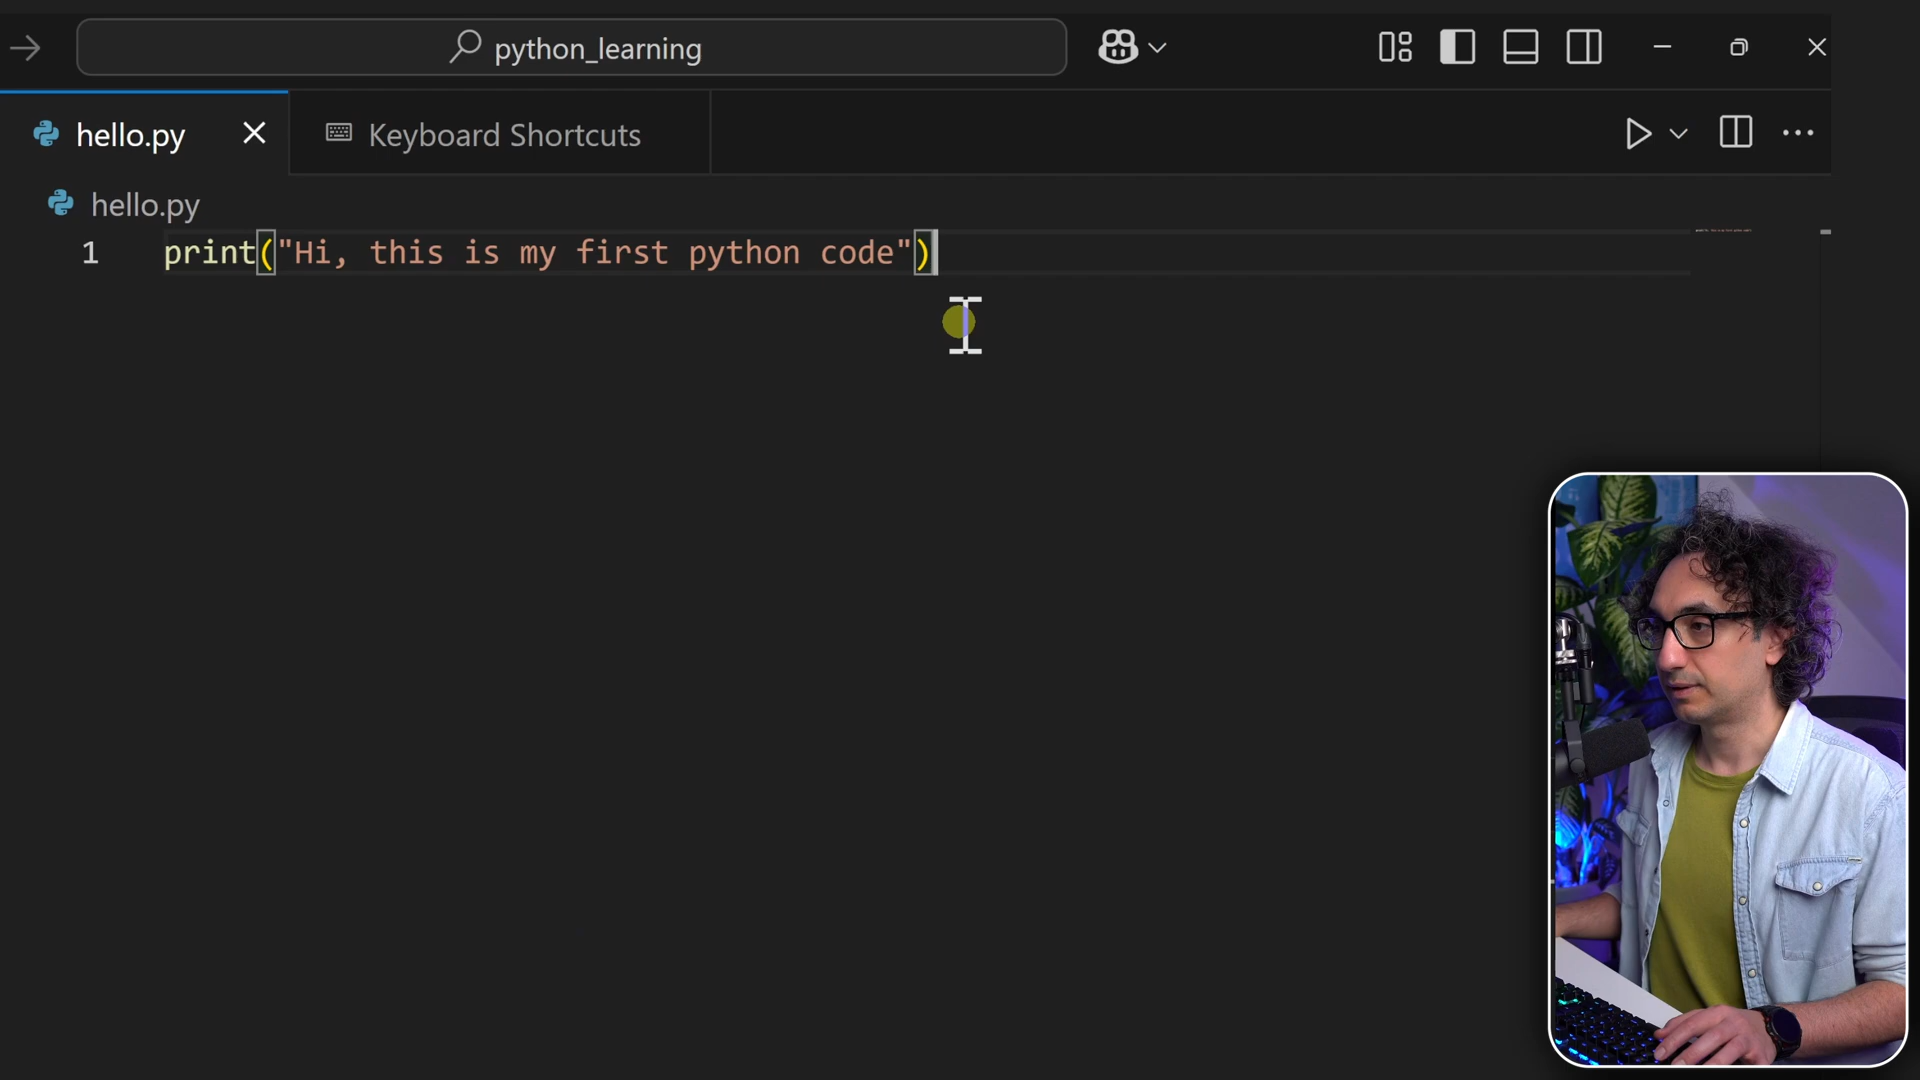 python_learning
hello.py
Keyboard Shortcuts
hello.py
1 print("Hi, this is my first python code")